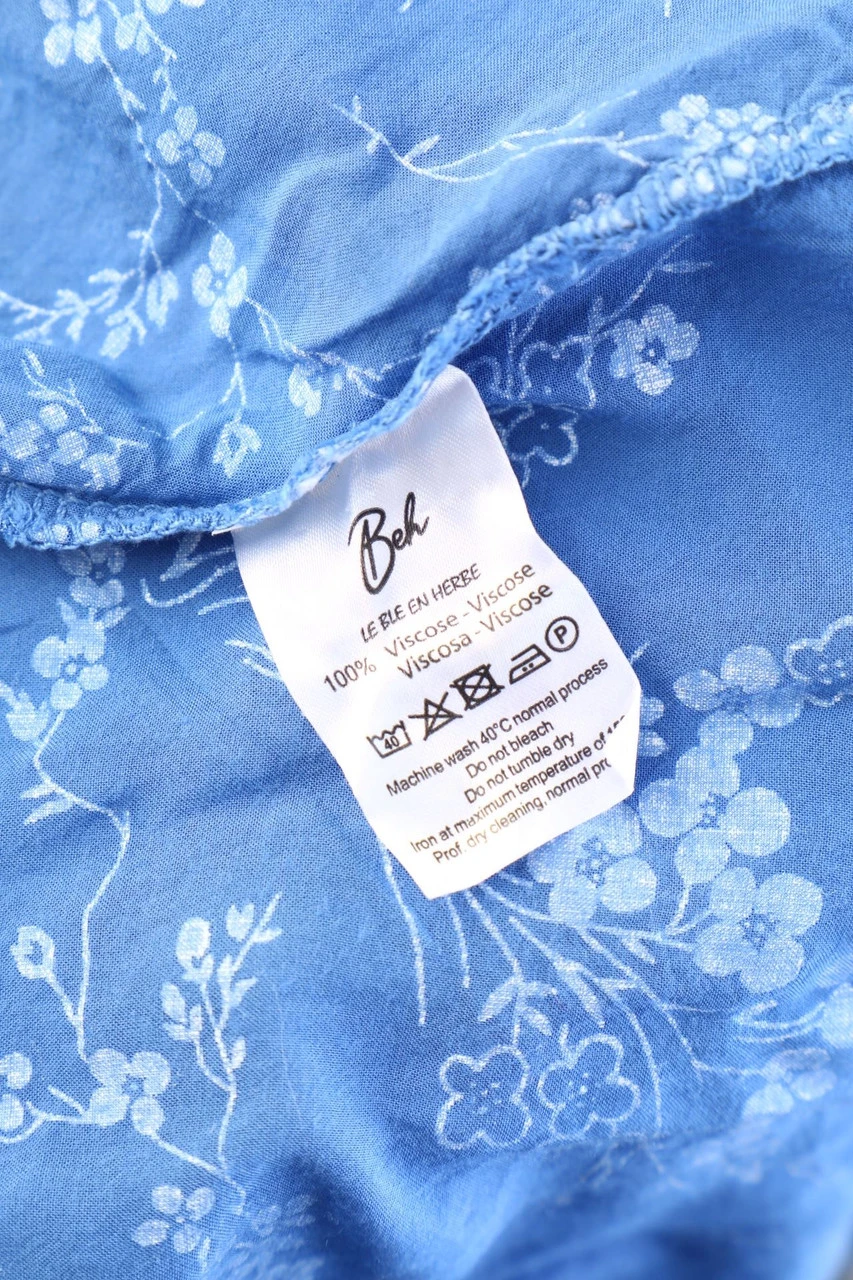 Beh
LE BLE EN HERBE
100% Viscose - Viscose
Viscosa - Viscose
40 P
Machine wash 40°C normal process
Do not bleach
Do not tumble dry
Iron at maximum temperature of
Prof. dry cleaning, normal